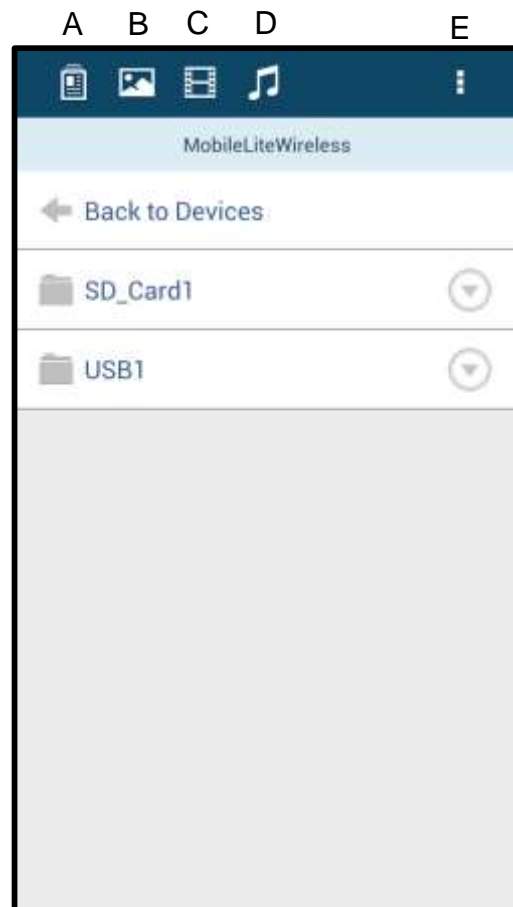 A B C D E
MobileLiteWireless
Back to Devices
SD_Card1
USB1